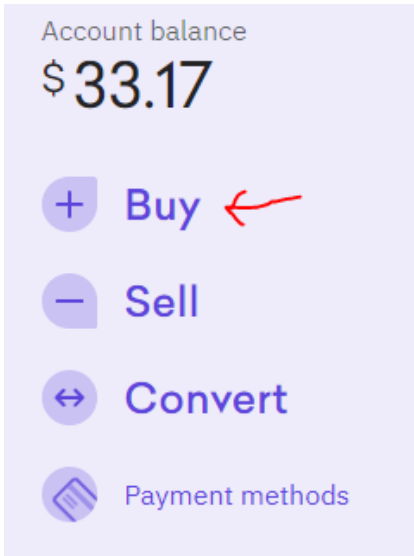 Account balance
$33.17
Buy
Sell
Convert
Payment methods